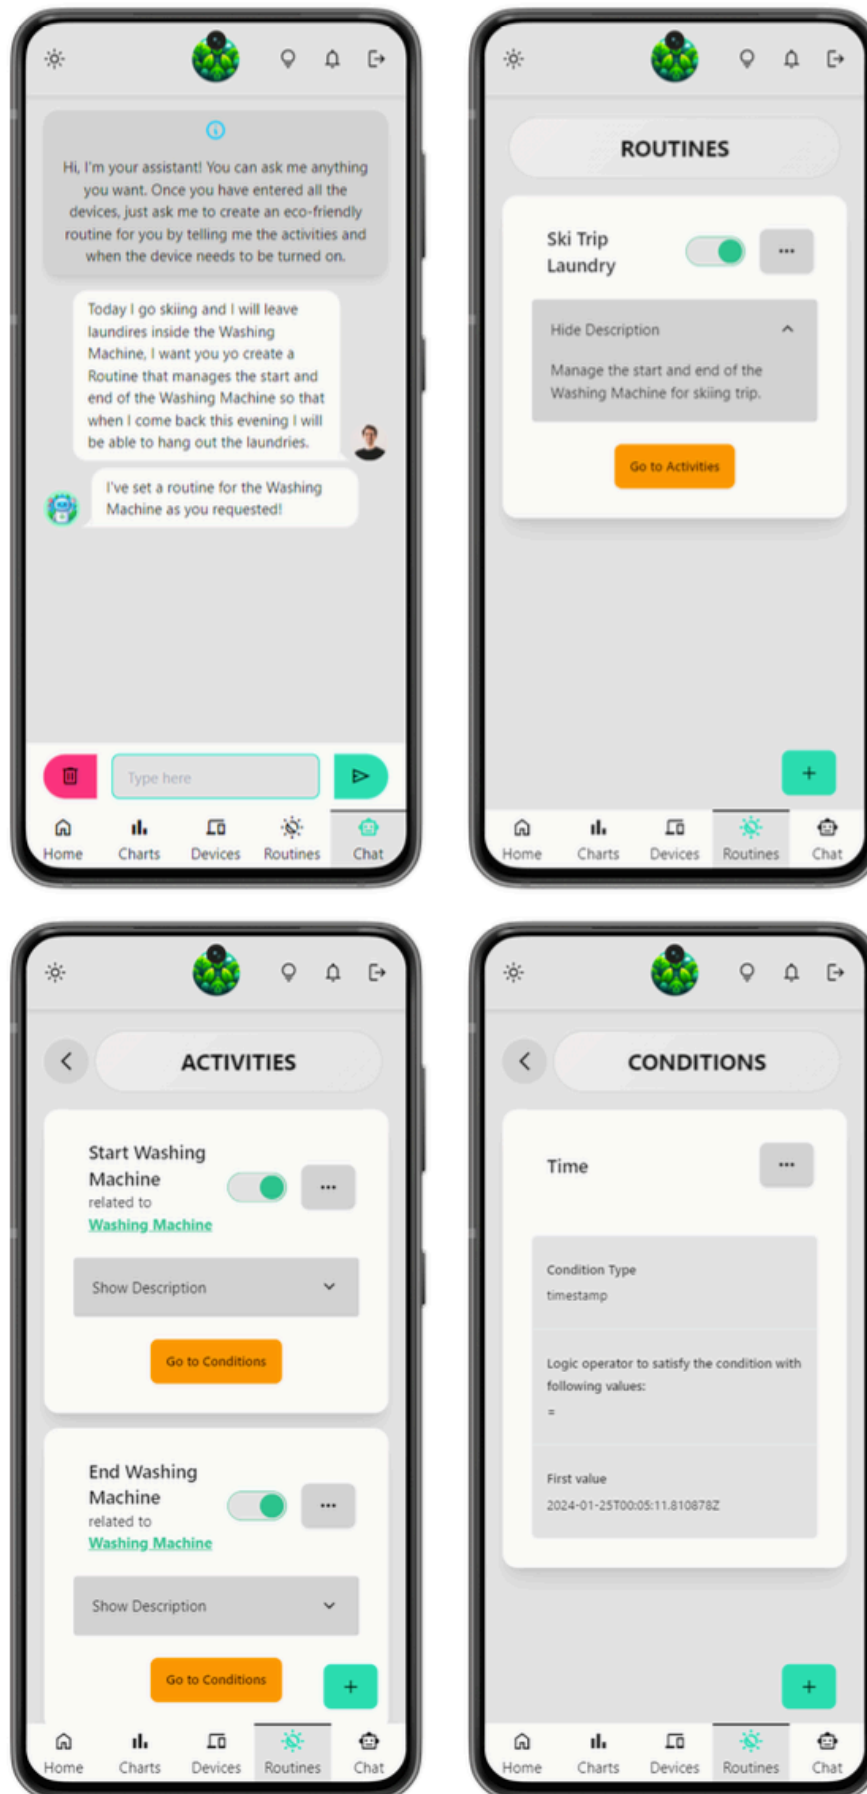 Hi, I'm your assistant! You can ask me anything
you want. Once you have entered all the
devices, just ask me to create an eco-friendly
routine for you by telling me the activities and
when the device needs to be turned on.
Today I go skiing and I will leave
laundires inside the Washing
Machine, I want you yo create a
Routine that manages the start and
end of the Washing Machine so that
when I come back this evening I will
be able to hang out the laundries.
I've set a routine for the Washing
Machine as you requested!
Type here
Home Charts Devices Routines Chat
ROUTINES
Ski Trip
Laundry
Hide Description
Manage the start and end of the
Washing Machine for skiing trip.
Go to Activities
+
Home Charts Devices Routines Chat
ACTIVITIES
Start Washing
Machine
related to
Washing Machine
Show Description
Go to Conditions
End Washing
Machine
related to
Washing Machine
Show Description
Go to Conditions
+
Home Charts Devices Routines Chat
CONDITIONS
Time
Condition Type
timestamp
Logic operator to satisfy the condition with
following values:
=
First value
2024-01-25T00:05:11.810878Z
+
Home Charts Devices Routines Chat